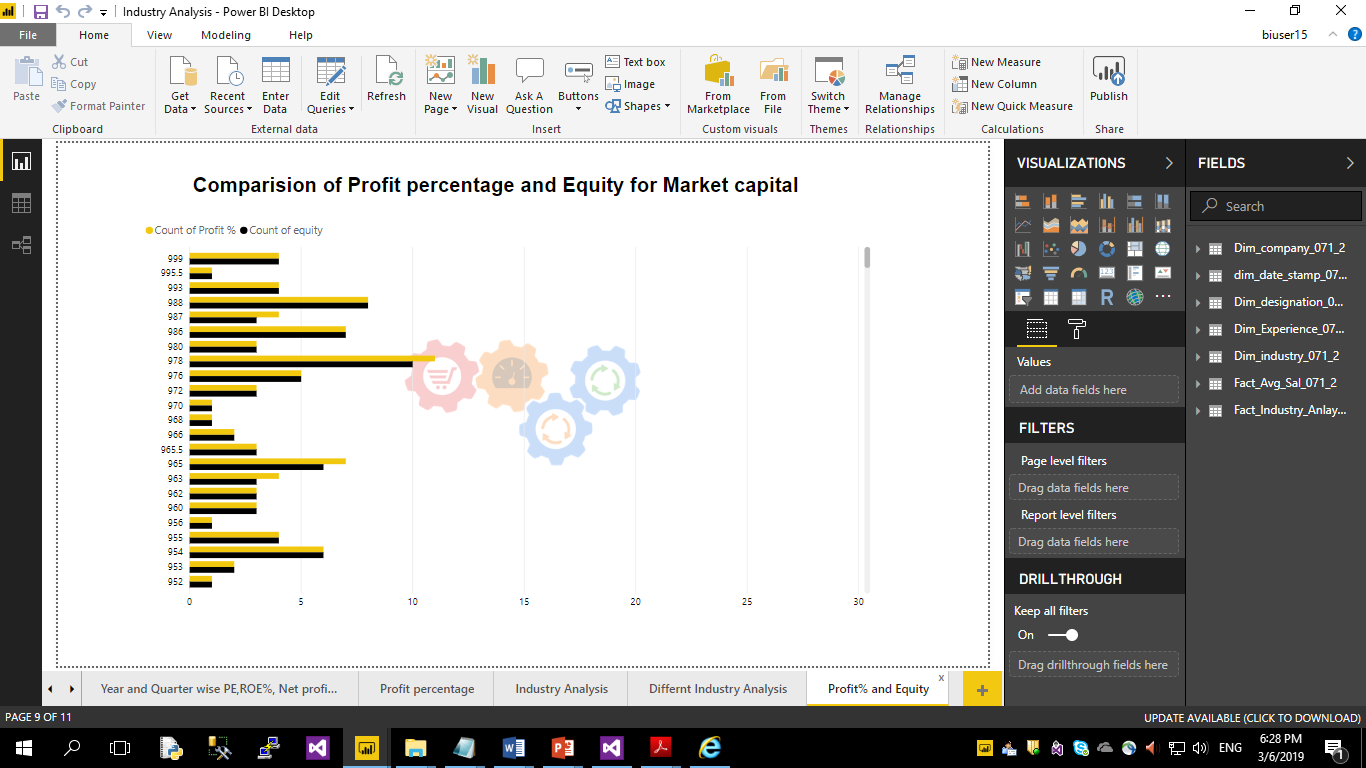 Industry Analysis - Power BI Desktop
File Home View Modeling Help biuser15
Paste
Cut
Copy
Format Painter
Clipboard
Get Data
Recent Sources
Enter Data
Edit Queries
Refresh
External data
New Page
New Visual
Ask A Question
Buttons
Text box
Image
Shapes
Insert
From Marketplace
From File
Custom visuals
Switch Theme
Themes
Manage Relationships
Relationships
New Measure
New Column
New Quick Measure
Calculations
Publish
Share
Comparision of Profit percentage and Equity for Market capital
Count of Profit % Count of equity
999
995.5
993
988
987
986
980
978
976
972
970
968
966
965.5
965
963
962
960
956
955
954
953
952
0 5 10 15 20 25 30
VISUALIZATIONS
R
Values
Add data fields here
FILTERS
Page level filters
Drag data fields here
Report level filters
Drag data fields here
DRILLTHROUGH
Keep all filters
On
Drag drillthrough fields here
FIELDS
Search
Dim_company_071_2
dim_date_stamp_07...
Dim_designation_0...
Dim_Experience_07...
Dim_industry_071_2
Fact_Avg_Sal_071_2
Fact_Industry_Anlay...
Year and Quarter wise PE,ROE%, Net profi... Profit percentage Industry Analysis Differnt Industry Analysis Profit% and Equity x
PAGE 9 OF 11 UPDATE AVAILABLE (CLICK TO DOWNLOAD)
ENG
6:28 PM
3/6/2019
1